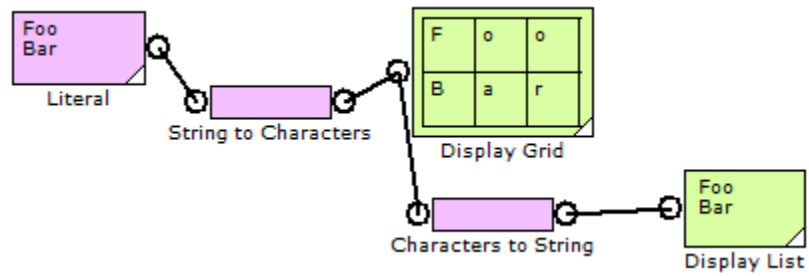 Foo
Bar
Literal
String to Characters
F o o
B a r
Display Grid
Characters to String
Foo
Bar
Display List